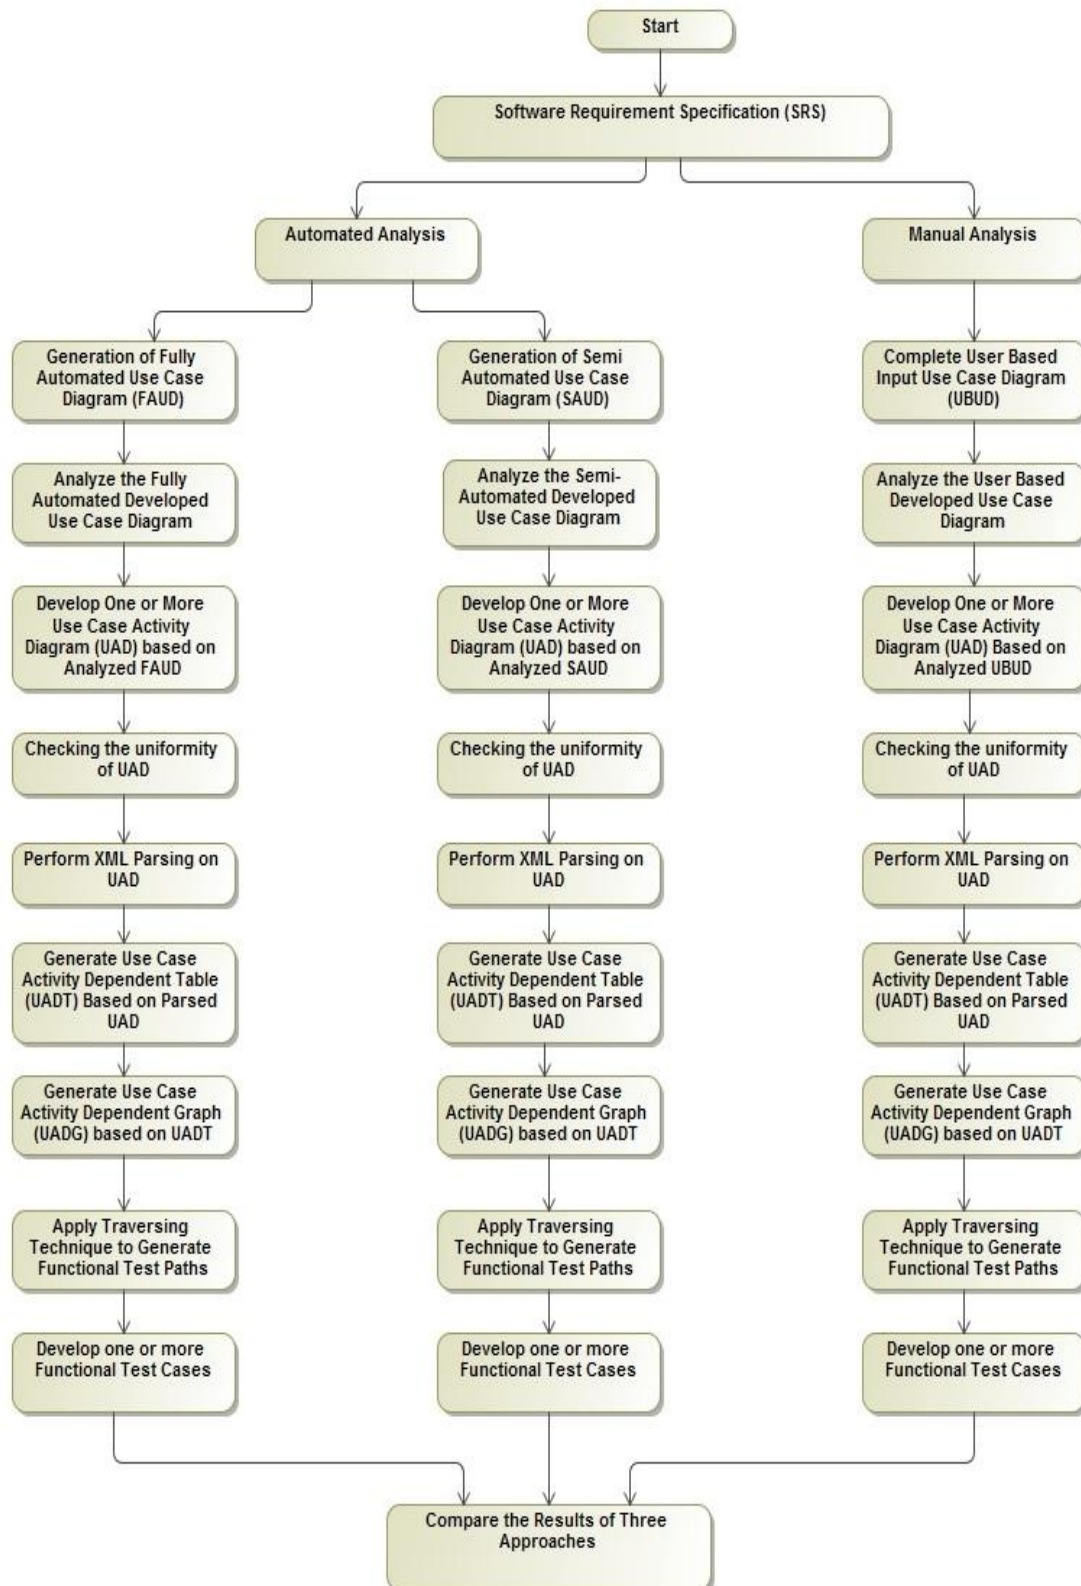 Start
Software Requirement Specification (SRS)
Automated Analysis
Manual Analysis
Generation of Fully
Automated Use Case
Diagram (FAUD)
Generation of Semi
Automated Use Case
Diagram (SAUD)
Complete User Based
Input Use Case Diagram
(UBUD)
Analyze the Fully
Automated Developed
Use Case Diagram
Analyze the Semi-
Automated Developed
Use Case Diagram
Analyze the User Based
Developed Use Case
Diagram
Develop One or More
Use Case Activity
Diagram (UAD) based on
Analyzed FAUD
Develop One or More
Use Case Activity
Diagram (UAD) based on
Analyzed SAUD
Develop One or More
Use Case Activity
Diagram (UAD) Based on
Analyzed UBUD
Checking the uniformity
of UAD
Checking the uniformity
of UAD
Checking the uniformity
of UAD
Perform XML Parsing on
UAD
Perform XML Parsing on
UAD
Perform XML Parsing on
UAD
Generate Use Case
Activity Dependent Table
(UADT) Based on Parsed
UAD
Generate Use Case
Activity Dependent Table
(UADT) Based on Parsed
UAD
Generate Use Case
Activity Dependent Table
(UADT) Based on Parsed
UAD
Generate Use Case
Activity Dependent Graph
(UADG) based on UADT
Generate Use Case
Activity Dependent Graph
(UADG) based on UADT
Generate Use Case
Activity Dependent Graph
(UADG) based on UADT
Apply Traversing
Technique to Generate
Functional Test Paths
Apply Traversing
Technique to Generate
Functional Test Paths
Apply Traversing
Technique to Generate
Functional Test Paths
Develop one or more
Functional Test Cases
Develop one or more
Functional Test Cases
Develop one or more
Functional Test Cases
Compare the Results of Three
Approaches